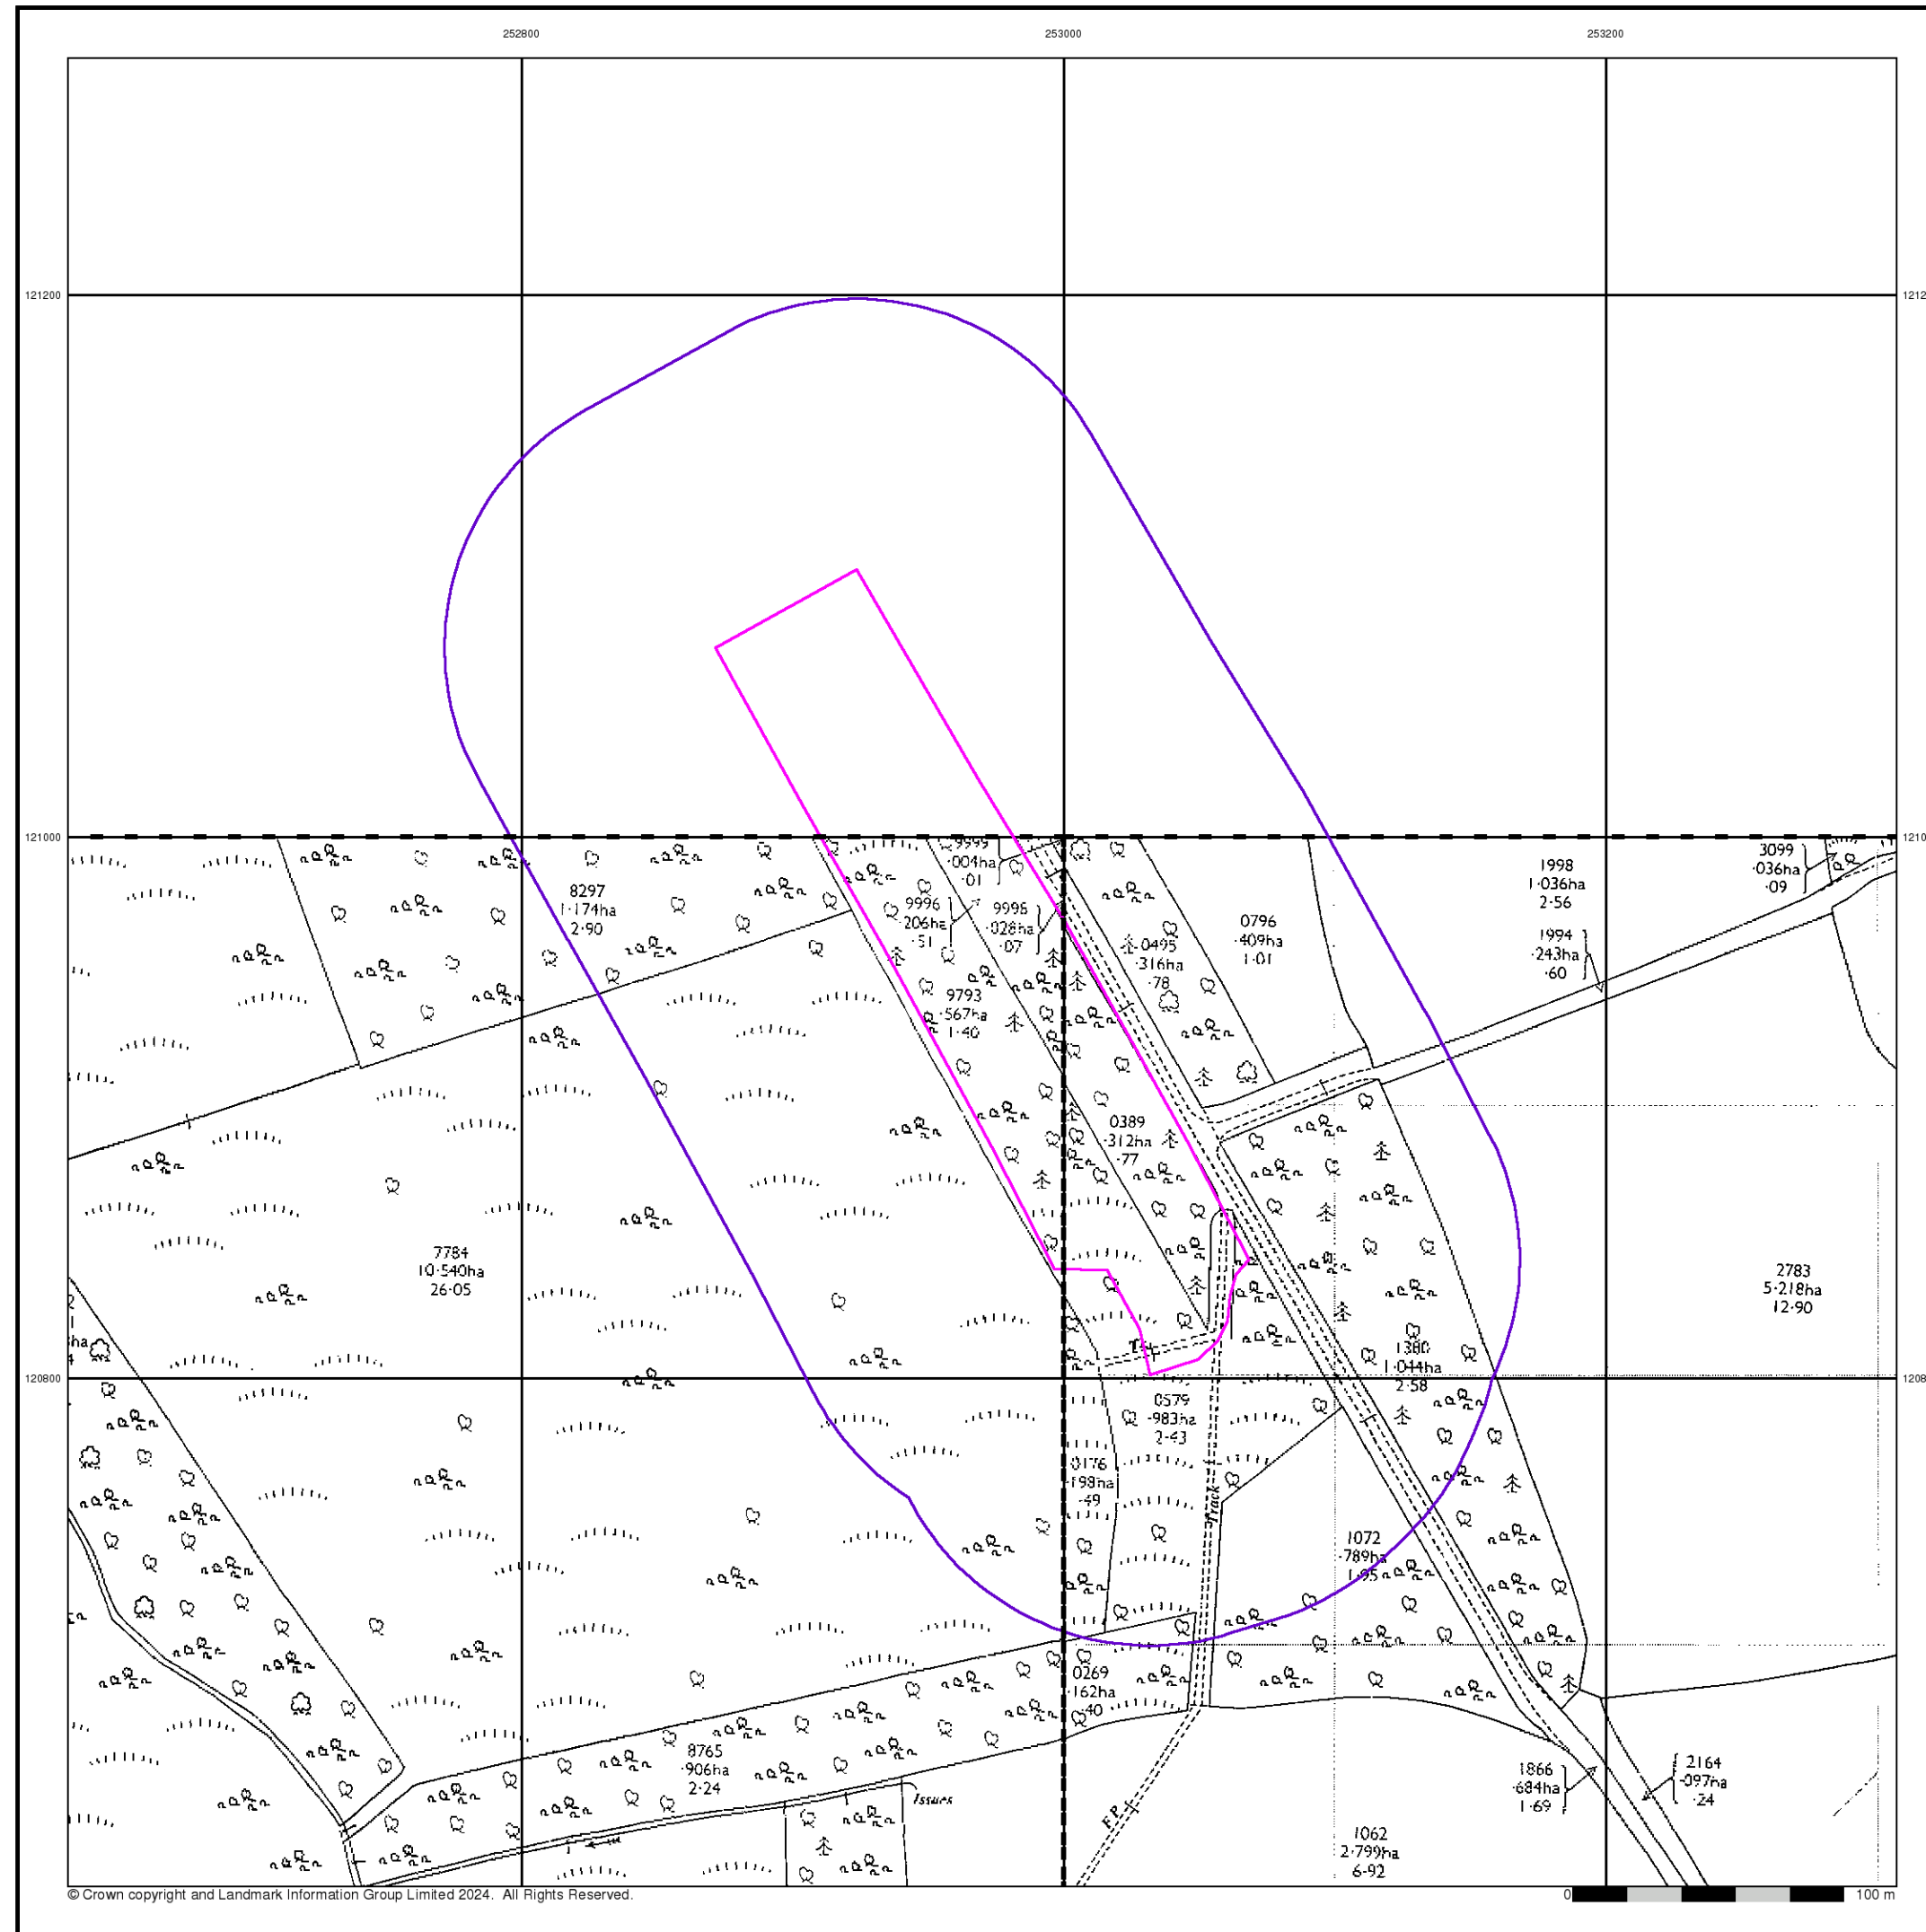 252800
253000
253200
121200
1212
121000
1210
9999
.004ha
.01
3099
.036ha
.09
1998
1.036ha
2.56
8297
1.174ha
2.90
9996
.206ha
.51
9995
.028ha
.07
0796
.409ha
1.01
1994
.243ha
.60
0495
.316ha
.78
9793
.567ha
1.40
0389
.312ha
.77
7784
10.540ha
26.05
2783
5.218ha
12.90
1380
1.044ha
2.58
120800
1208
0579
.983ha
2.43
0176
.198ha
.49
Track
1072
.789ha
1.95
0269
.162ha
.40
8765
.906ha
2.24
Issues
1866
.684ha
1.69
2164
.097ha
.24
FP
1062
2.799ha
6.92
© Crown copyright and Landmark Information Group Limited 2024. All Rights Reserved.
0
100 m